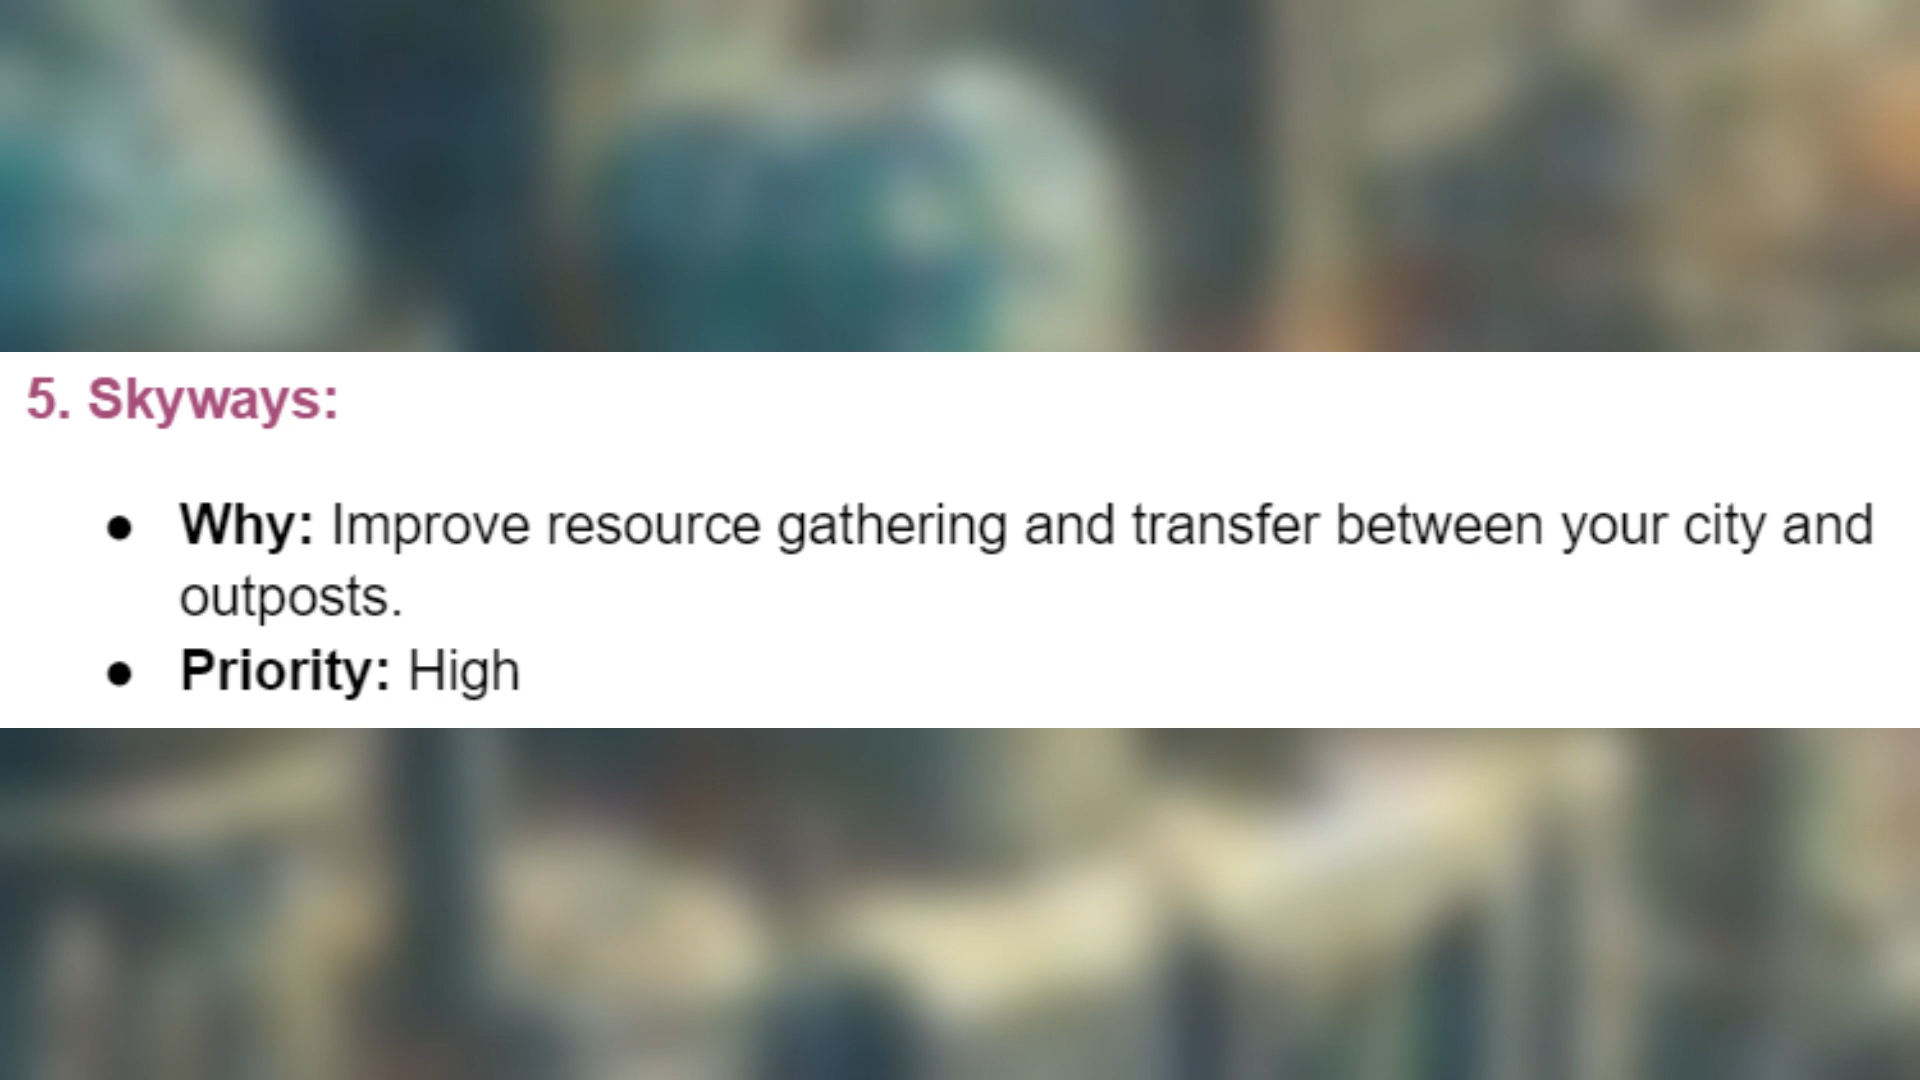 5. Skyways:
● Why: Improve resource gathering and transfer between your city and
outposts.
● Priority: High